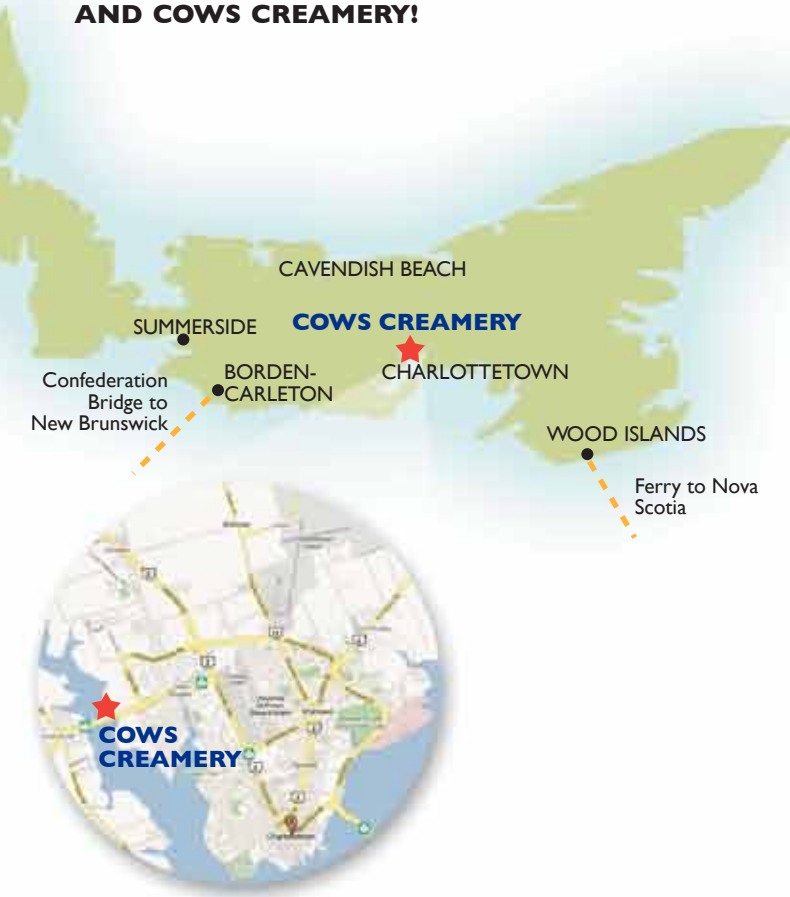 AND COWS CREAMERY!
CAVENDISH BEACH
SUMMERSIDE
COWS CREAMERY
Confederation
Bridge to
New Brunswick
BORDEN-
CARLETON
CHARLOTTETOWN
WOOD ISLANDS
Ferry to Nova
Scotia
COWS
CREAMERY
Charlottetown